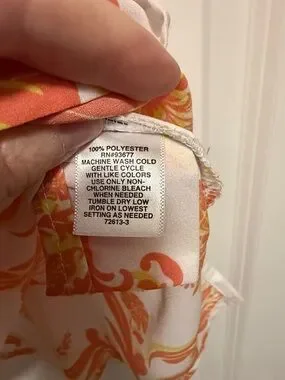 100% POLYESTER
RN#93677
MACHINE WASH COLD
GENTLE CYCLE
WITH LIKE COLORS
USE ONLY NON-
CHLORINE BLEACH
WHEN NEEDED
TUMBLE DRY LOW
IRON ON LOWEST
SETTING AS NEEDED
72613-3